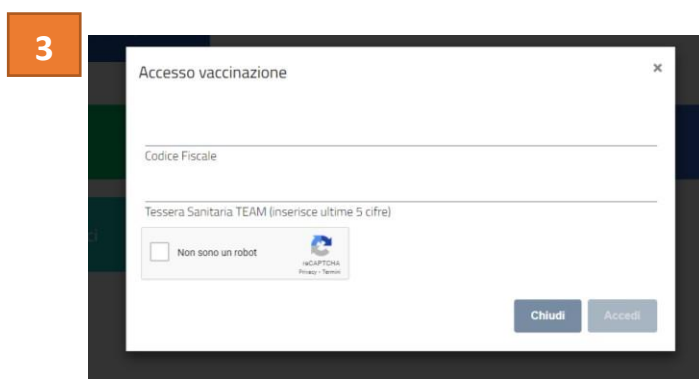 3
Accesso vaccinazione
×
Codice Fiscale
Tessera Sanitaria TEAM (inserisce ultime 5 cifre)
Non sono un robot
reCAPTCHA
Privacy - Termini
Chiudi
Accedi